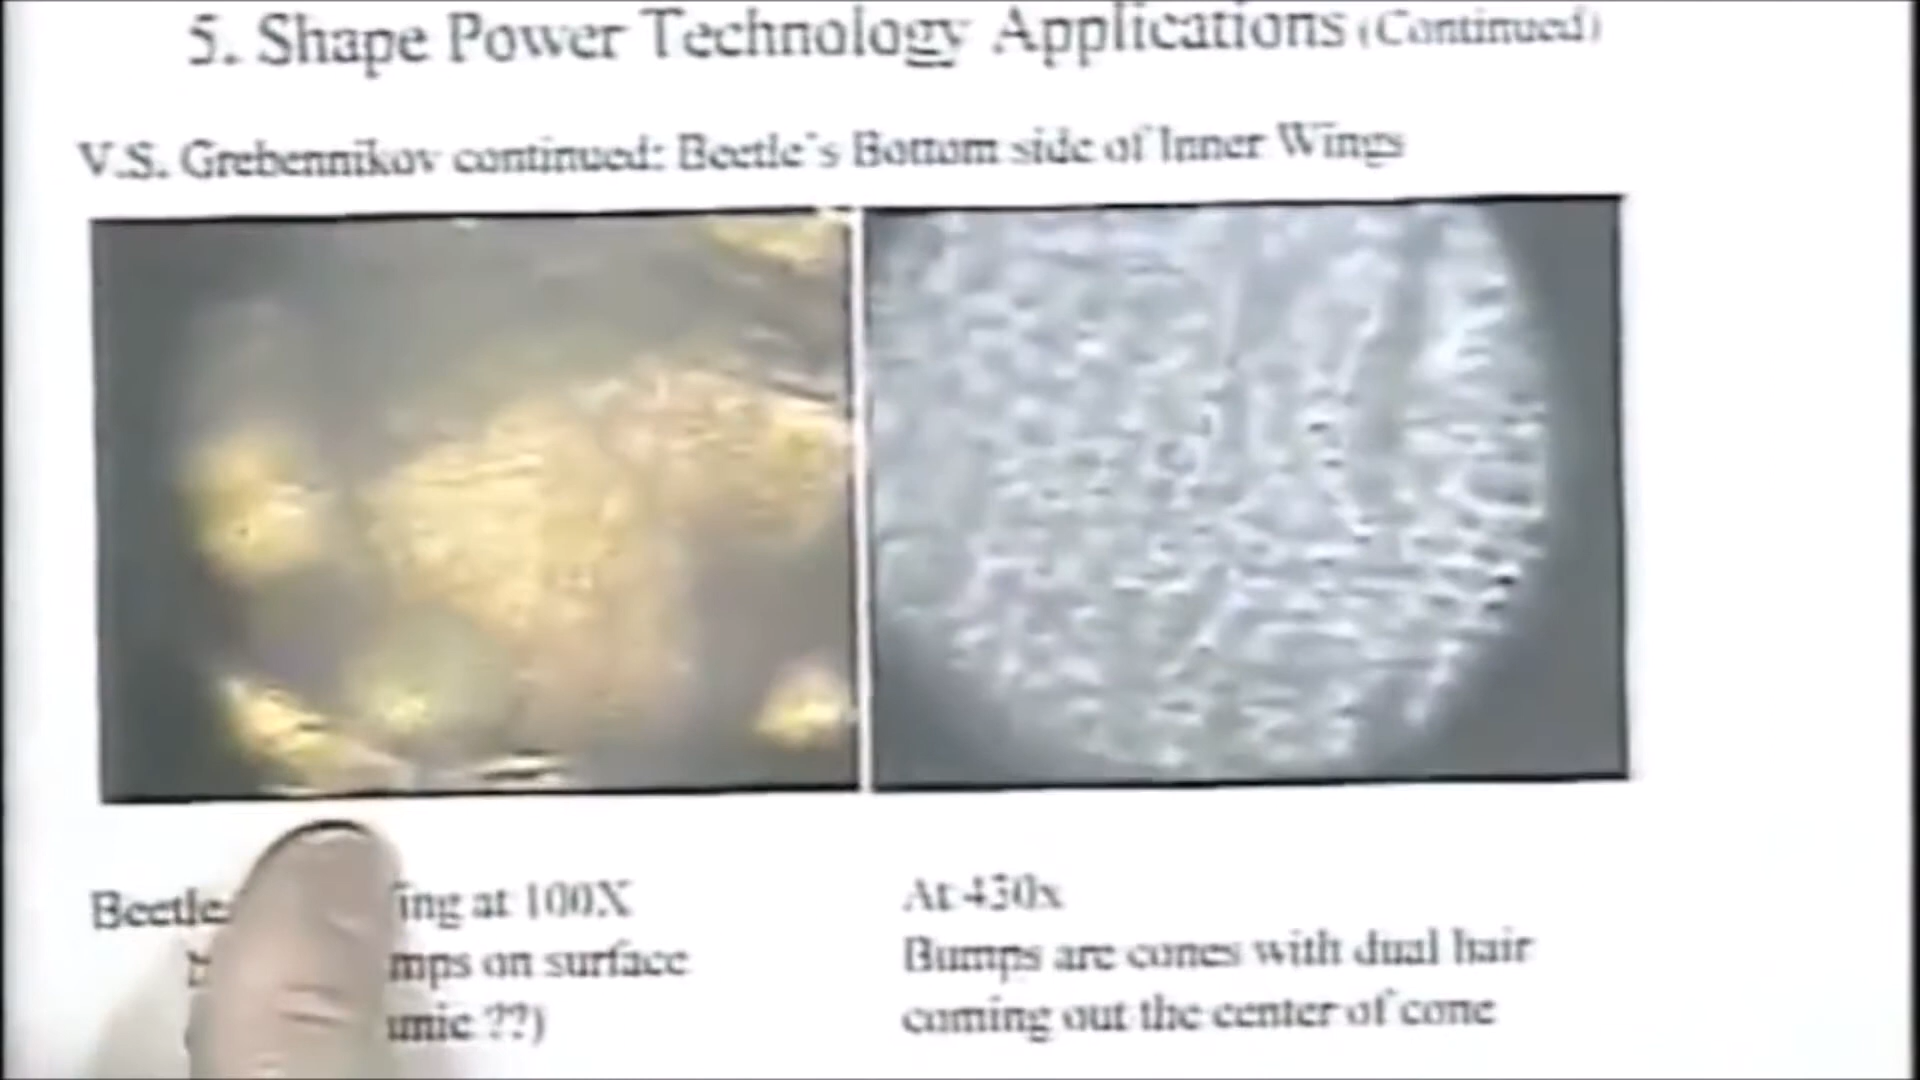 5. Shape Power Technology Applications (Continued)
V.S. Grebennikov continued: Beetle's Bottom side of Inner Wings
Beetle ing at 100X
mps on surface
amic ??)
At 430x
Bumps are cones with dual hair
coming out the center of cone